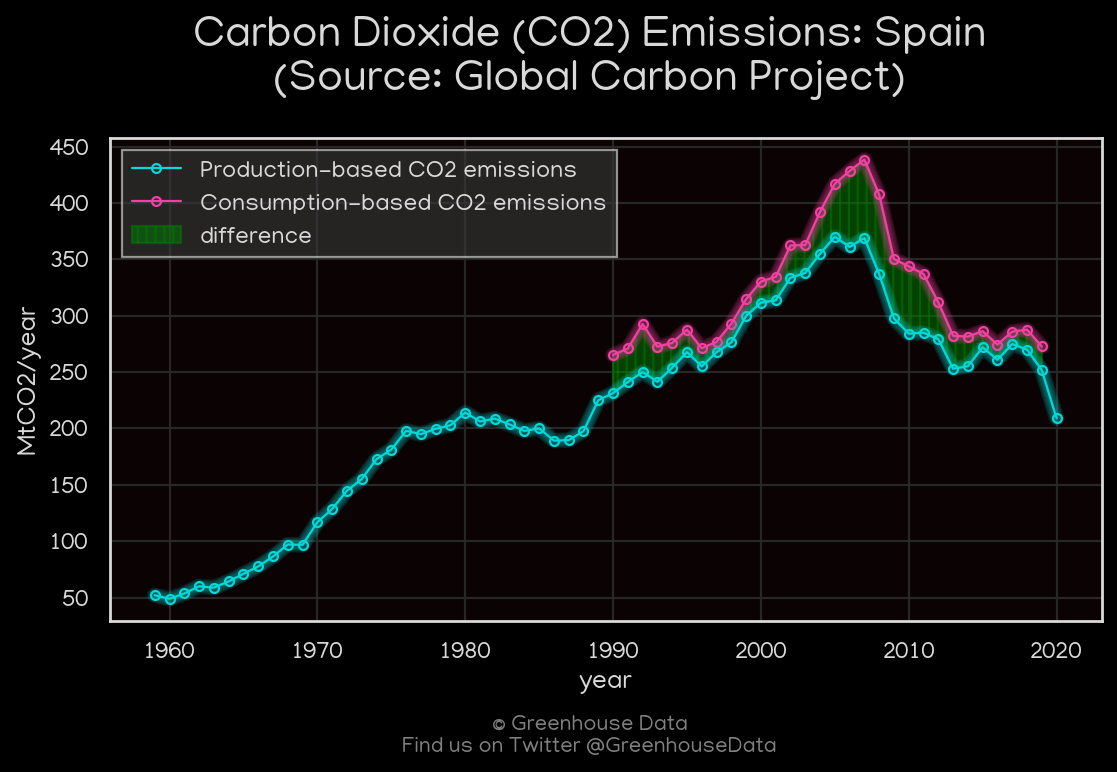 Carbon Dioxide (CO2) Emissions: Spain
(Source: Global Carbon Project)
450
400
350
300
250
200
150
100
50
MtCO2/year
Production-based CO2 emissions
Consumption-based CO2 emissions
difference
1960 1970 1980 1990 2000 2010 2020
year
© Greenhouse Data
Find us on Twitter @GreenhouseData